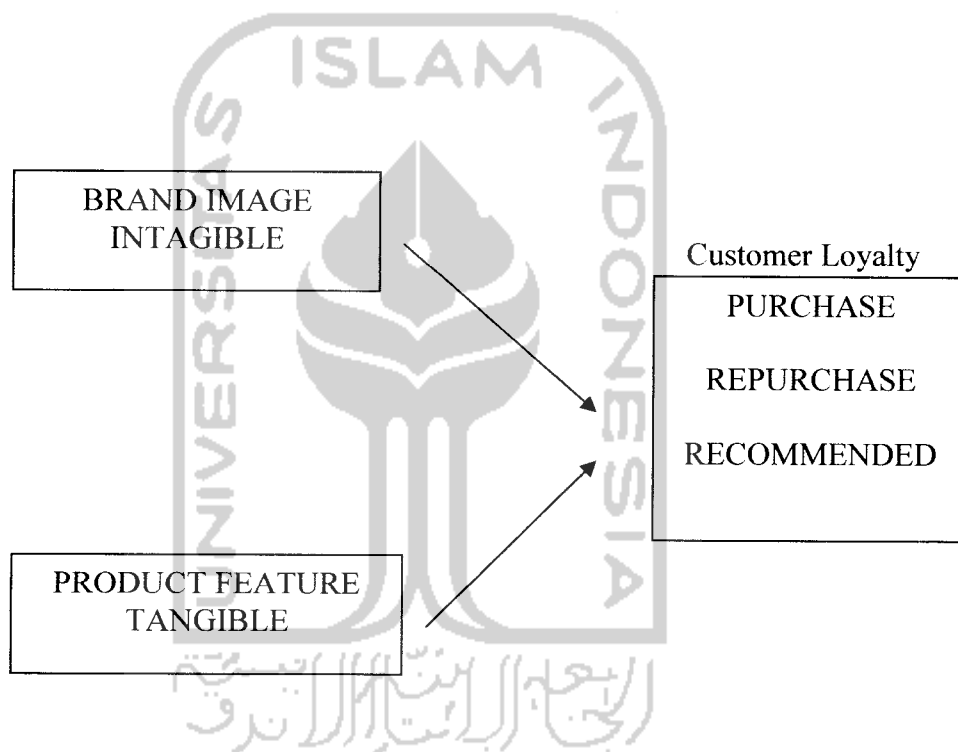 UNIVERSITAS ISLAM INDONESIA
BRAND IMAGE
INTAGIBLE
Customer Loyalty
PURCHASE
REPURCHASE
RECOMMENDED
PRODUCT FEATURE
TANGIBLE